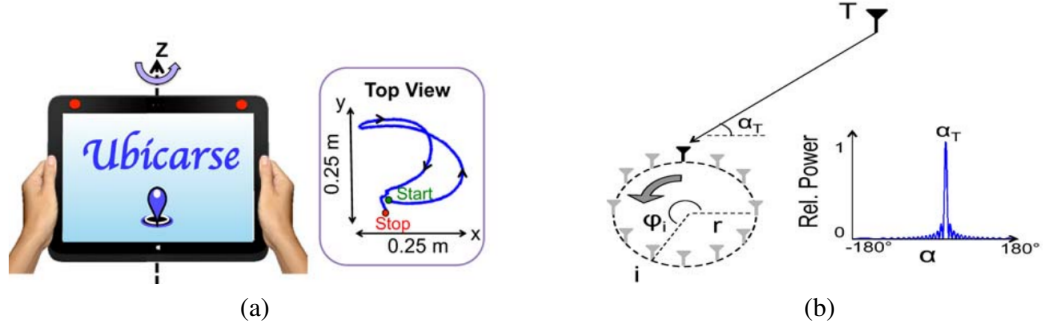 Z
Ubicarse
Top View
y
0.25 m
Start
Stop
0.25 m
x
(a)
T
α_T
φ_i
r
i
Rel. Power
1
0
α_T
-180°
180°
α
(b)